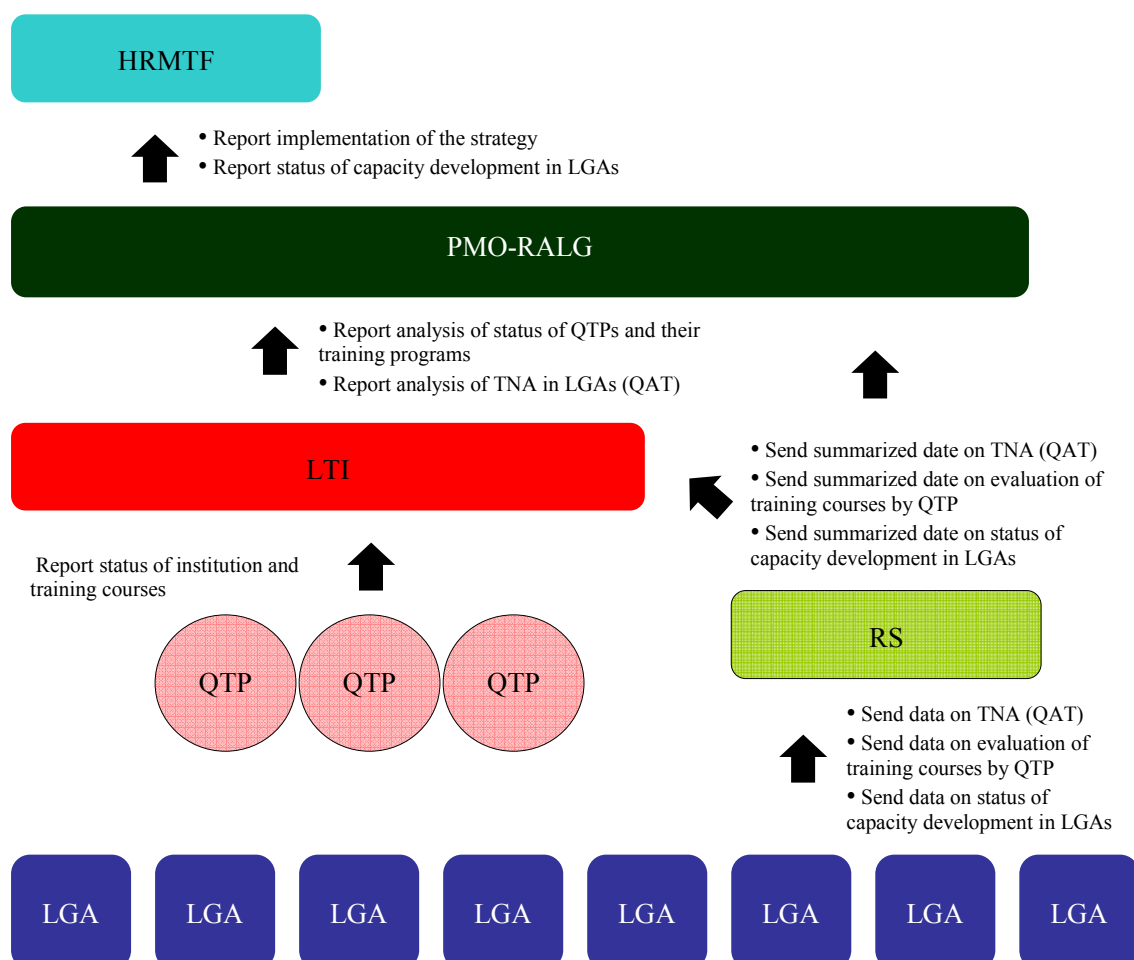 HRMTF
• Report implementation of the strategy
• Report status of capacity development in LGAs
PMO-RALG
• Report analysis of status of QTPs and their
training programs
• Report analysis of TNA in LGAs (QAT)
LTI
• Send summarized date on TNA (QAT)
• Send summarized date on evaluation of
training courses by QTP
• Send summarized date on status of
capacity development in LGAs
Report status of institution and
training courses
QTP QTP QTP
RS
• Send data on TNA (QAT)
• Send data on evaluation of
training courses by QTP
• Send data on status of
capacity development in LGAs
LGA LGA LGA LGA LGA LGA LGA LGA